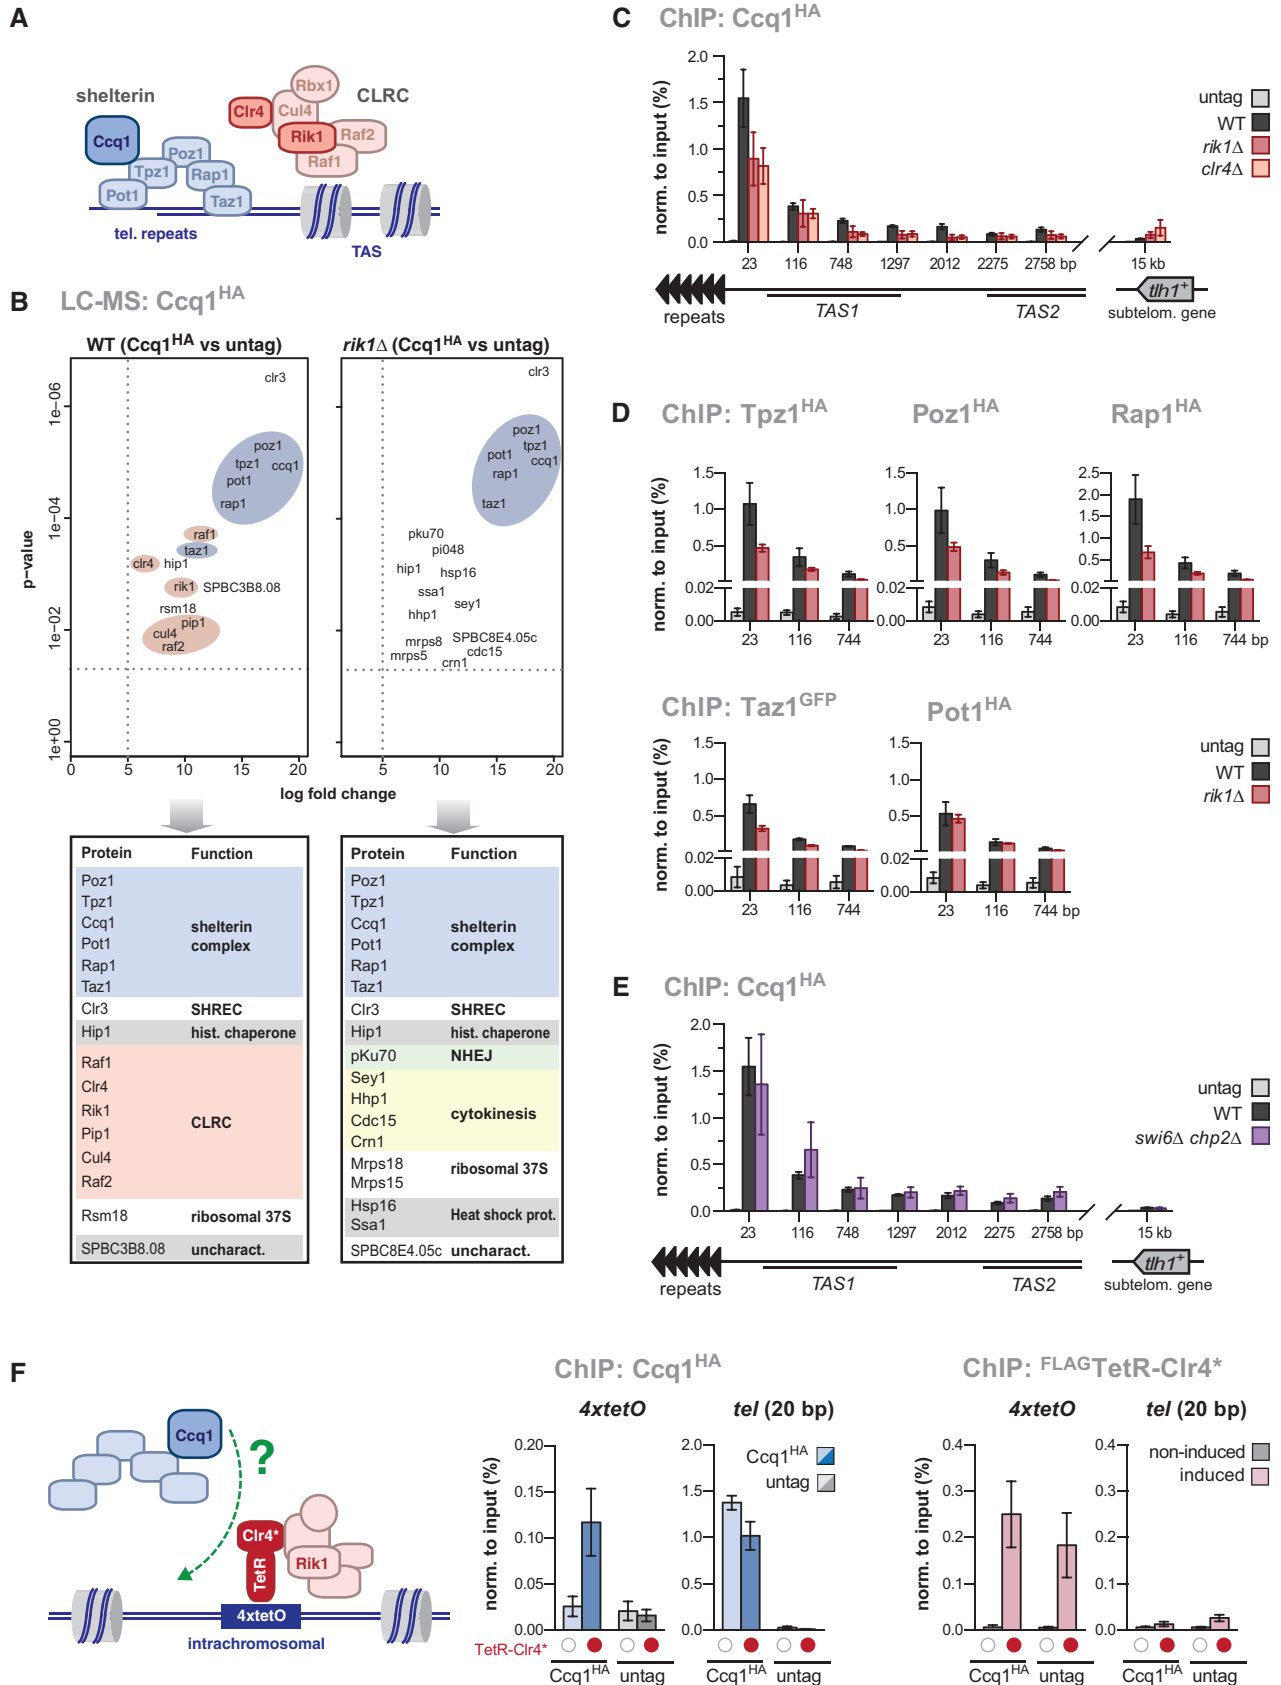 A
shelterin
CLRC
Ccq1
Poz1
Tpz1
Rap1
Pot1
Taz1
Clr4
Rbx1
Cul4
Rik1
Raf2
Raf1
tel. repeats
TAS
B
LC-MS: Ccq1HA
WT (Ccq1HA vs untag)
rik1Δ (Ccq1HA vs untag)
p-value
1e-06
1e-04
1e-02
1e+00
clr3
poz1
tpz1
ccq1
pot1
rap1
raf1
taz1
clr4
hip1
rik1
SPBC3B8.08
rsm18
pip1
cul4
raf2
0 5 10 15 20
clr3
poz1
tpz1
pot1
ccq1
rap1
taz1
pku70
pi048
hip1
hsp16
ssa1
sey1
hhp1
SPBC8E4.05c
mrps8
cdc15
mrps5
crn1
5 10 15 20
log fold change
Protein Function
Poz1
Tpz1
Ccq1
Pot1
Rap1
Taz1
shelterin complex
Clr3 SHREC
Hip1 hist. chaperone
Raf1
Clr4
Rik1
Pip1
Cul4
Raf2
CLRC
Rsm18 ribosomal 37S
SPBC3B8.08 uncharact.
Protein Function
Poz1
Tpz1
Ccq1
Pot1
Rap1
Taz1
shelterin complex
Clr3 SHREC
Hip1 hist. chaperone
pKu70 NHEJ
Sey1
Hhp1
Cdc15
Crn1
cytokinesis
Mrps18
Mrps15
ribosomal 37S
Hsp16
Ssa1
Heat shock prot.
SPBC8E4.05c uncharact.
C
ChIP: Ccq1HA
norm. to input (%)
2.0
1.5
1.0
0.5
0.0
23 116 748 1297 2012 2275 2758 bp 15 kb
untag
WT
rik1Δ
clr4Δ
repeats
TAS1
TAS2
tlh1+
subtelom. gene
D
ChIP: Tpz1HA
Poz1HA
Rap1HA
norm. to input (%)
1.5
1.0
0.5
0.02
0.00
23 116 744
1.5
1.0
0.5
0.02
0.00
23 116 744
2.5
2.0
1.5
1.0
0.5
0.02
0.00
23 116 744 bp
ChIP: Taz1GFP
Pot1HA
norm. to input (%)
1.5
1.0
0.5
0.02
0.00
23 116 744
1.5
1.0
0.5
0.02
0.00
23 116 744 bp
untag
WT
rik1Δ
E
ChIP: Ccq1HA
norm. to input (%)
2.0
1.5
1.0
0.5
0.0
23 116 748 1297 2012 2275 2758 bp 15 kb
untag
WT
swi6Δ chp2Δ
repeats
TAS1
TAS2
tlh1+
subtelom. gene
F
Ccq1
?
Clr4*
TetR
Rik1
4xtetO
intrachromosomal
ChIP: Ccq1HA
4xtetO
tel (20 bp)
norm. to input (%)
0.20
0.15
0.10
0.05
0.00
2.0
1.5
1.0
0.5
0.0
Ccq1HA
untag
TetR-Clr4*
Ccq1HA untag
Ccq1HA untag
ChIP: FLAGTetR-Clr4*
4xtetO
tel (20 bp)
norm. to input (%)
0.4
0.3
0.2
0.1
0.0
0.4
0.3
0.2
0.1
0.0
non-induced
induced
Ccq1HA untag
Ccq1HA untag